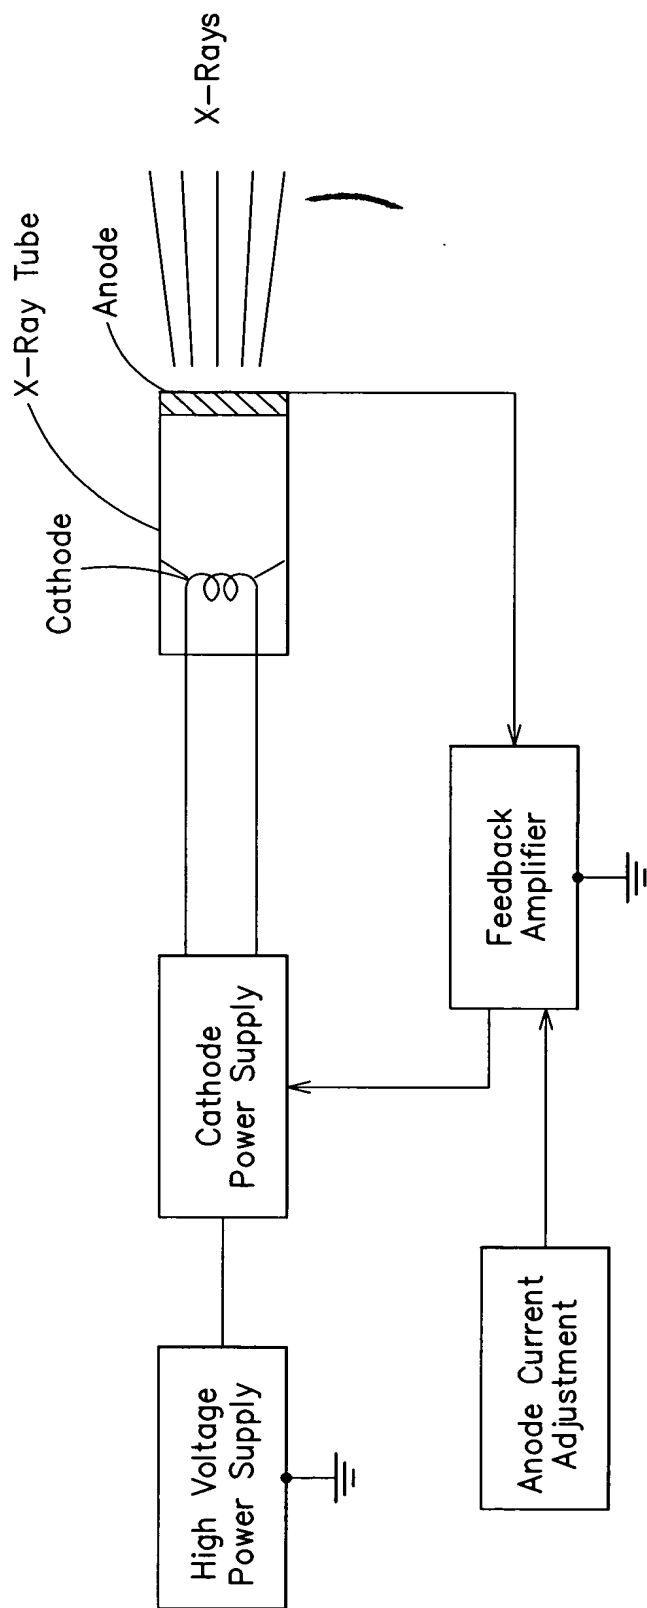 X-Ray Tube
Cathode
Anode
X-Rays
High Voltage
Power Supply
Cathode
Power Supply
Feedback
Amplifier
Anode Current
Adjustment